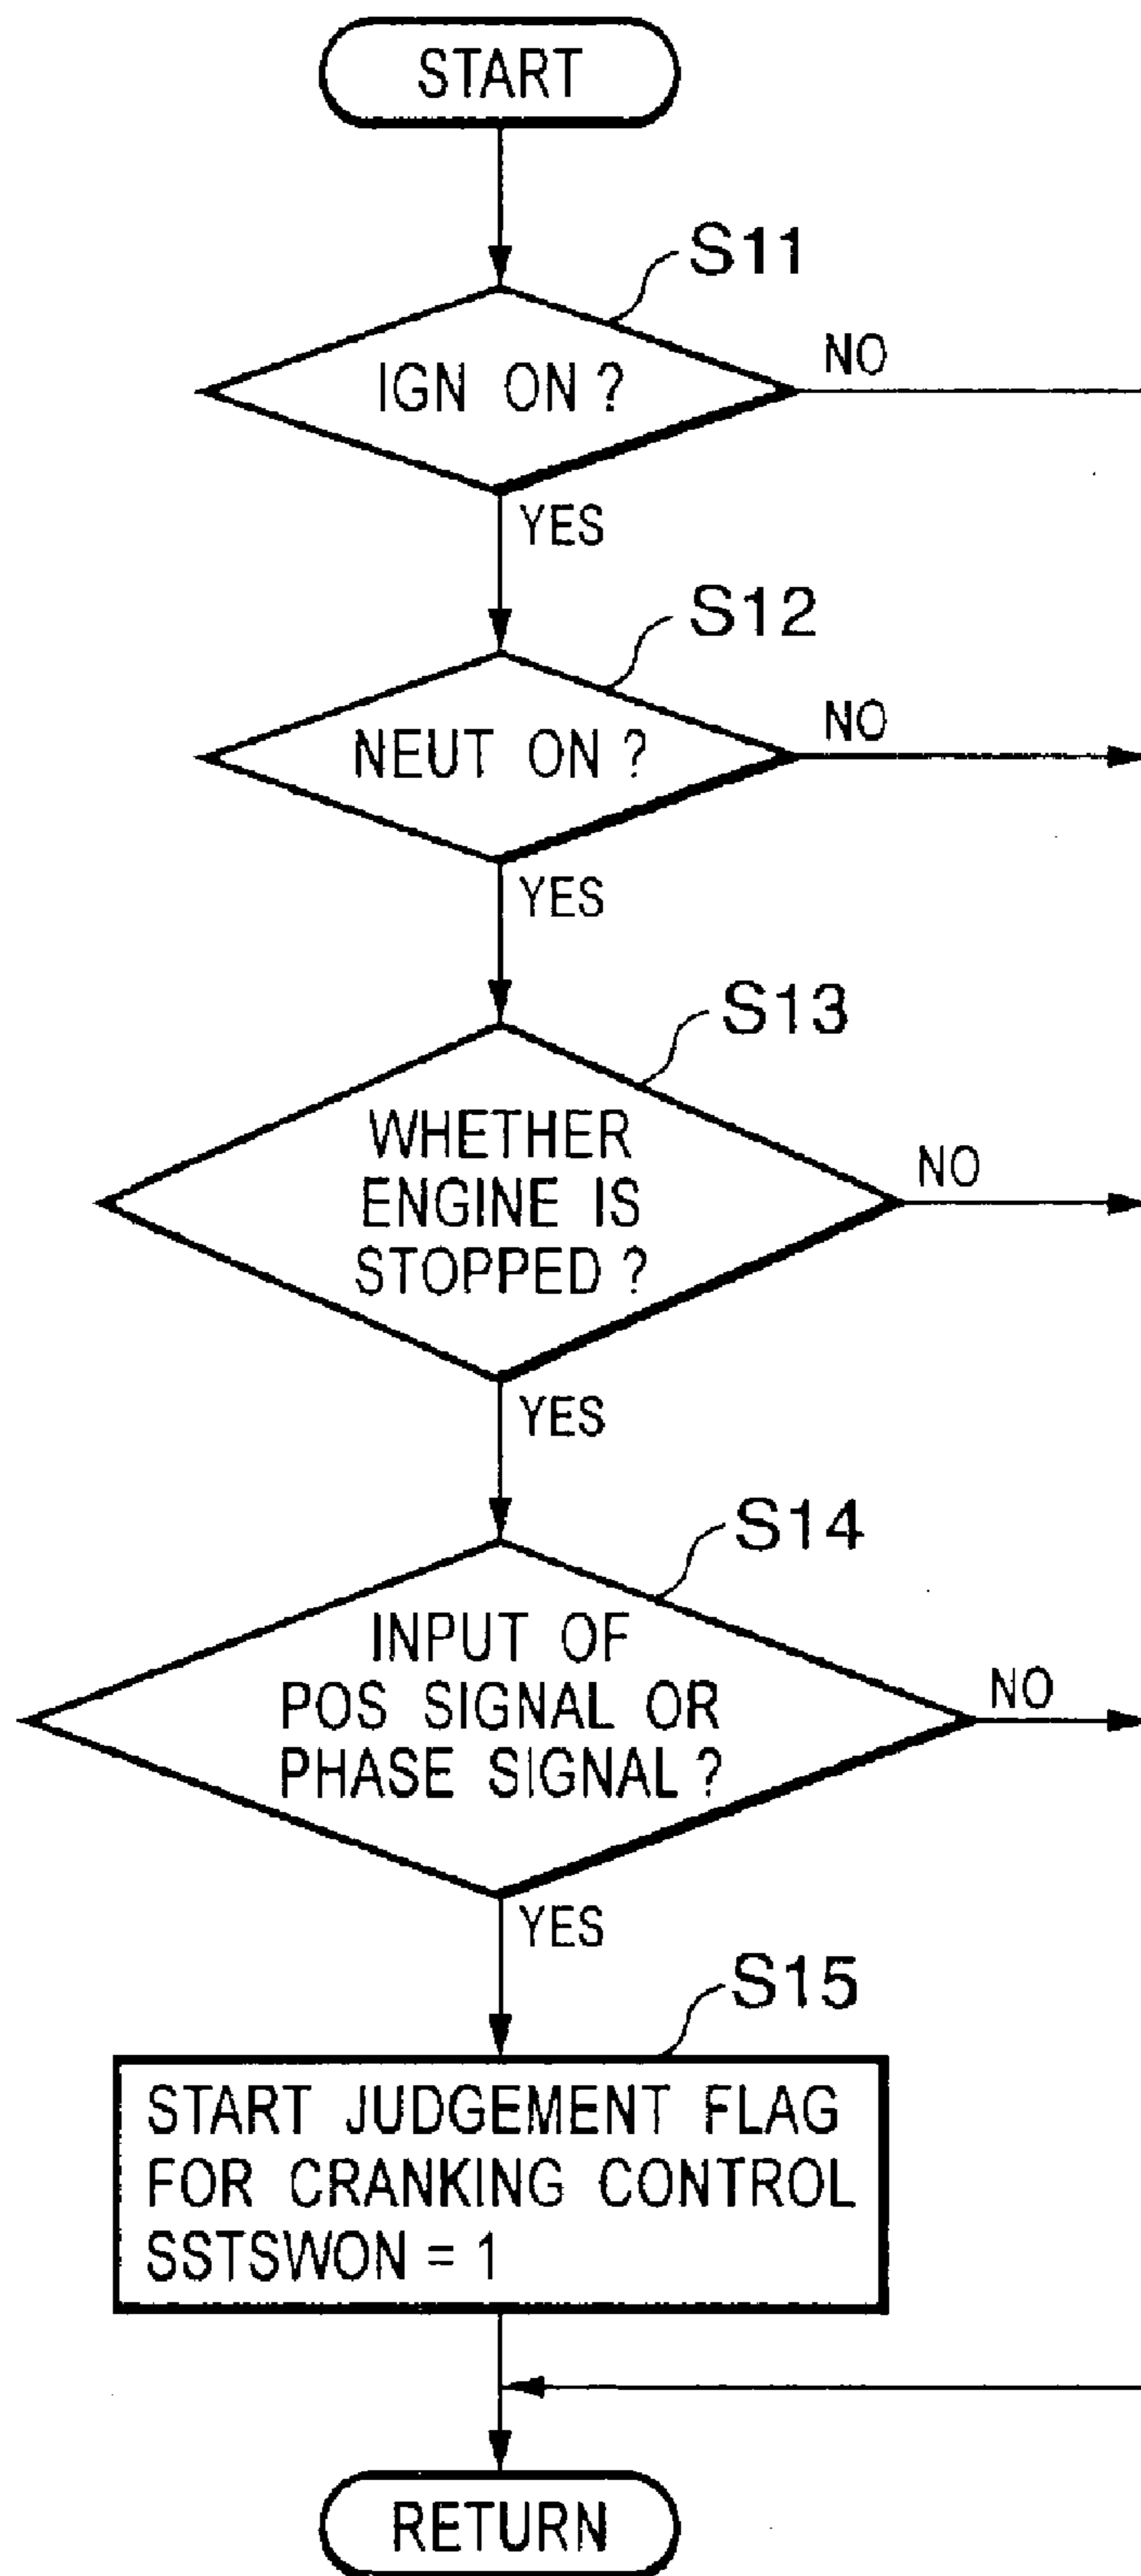 START
S11
IGN ON ?
NO
YES
S12
NEUT ON ?
NO
YES
S13
WHETHER
ENGINE IS
STOPPED ?
NO
YES
S14
INPUT OF
POS SIGNAL OR
PHASE SIGNAL ?
NO
YES
S15
START JUDGEMENT FLAG
FOR CRANKING CONTROL
SSTSWON = 1
RETURN